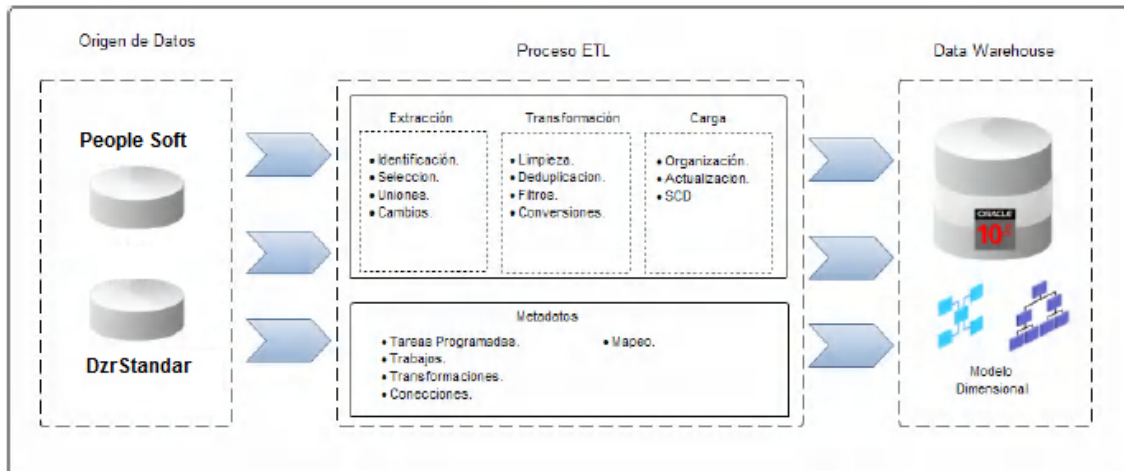 Origen de Datos
Proceso ETL
Data Warehouse
People Soft
DzrStandar
Extracción
• Identificación.
• Seleccion.
• Uniones.
• Cambios.
Transformación
• Limpieza.
• Deduplicacion.
• Filtros.
• Conversiones.
Carga
• Organización.
• Actualizacion.
• SCD
Metadatos
• Tareas Programadas.
• Trabajos.
• Transformaciones.
• Conecciones.
• Mapeo.
ORACLE
10g
Modelo
Dimensional